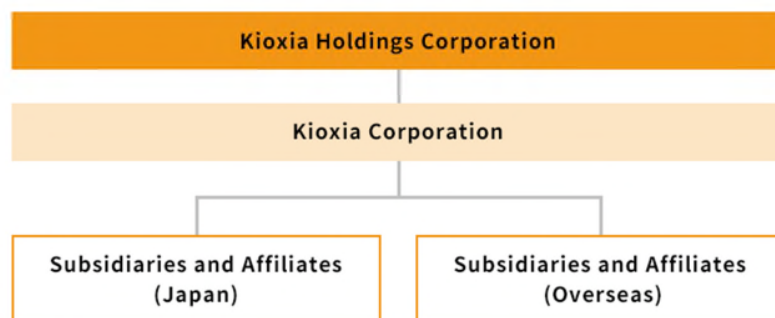 Kioxia Holdings Corporation
Kioxia Corporation
Subsidiaries and Affiliates
(Japan)
Subsidiaries and Affiliates
(Overseas)